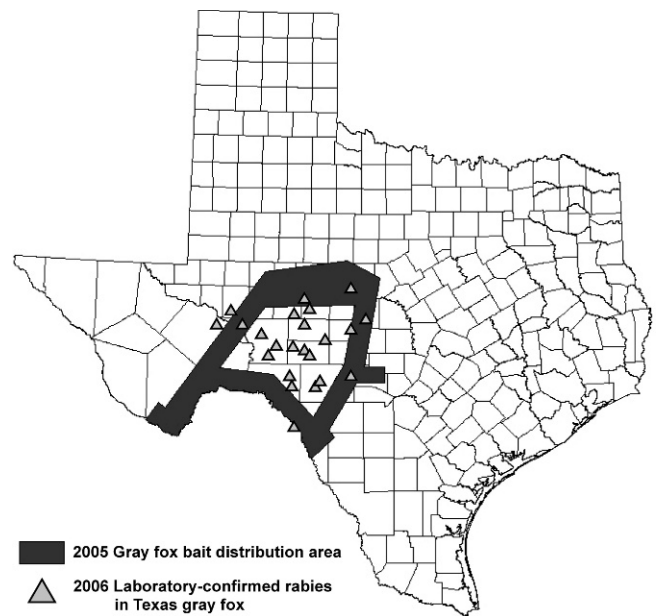 2005 Gray fox bait distribution area
2006 Laboratory-confirmed rabies
in Texas gray fox